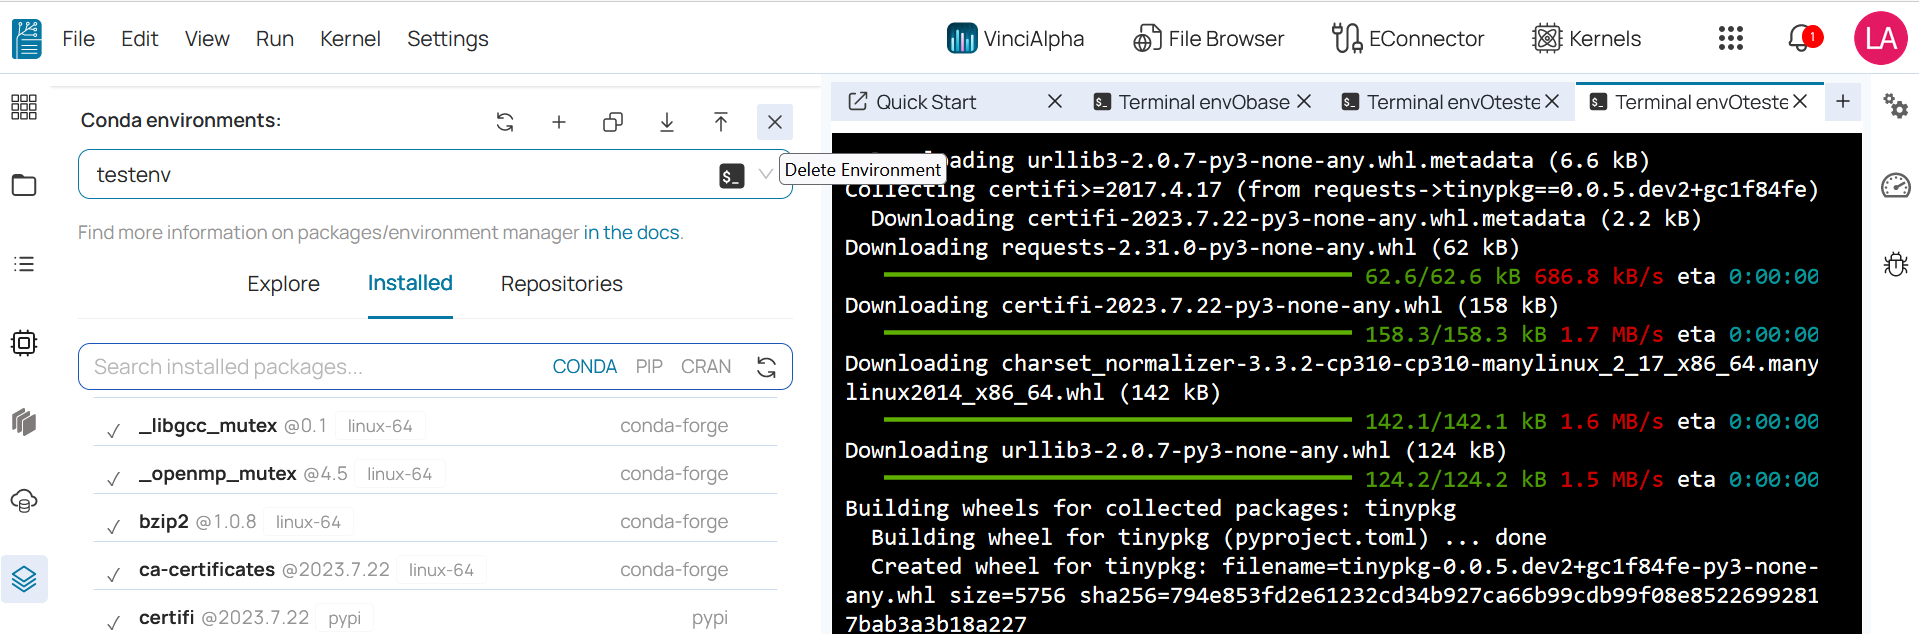 File Edit View Run Kernel Settings
VinciAlpha File Browser EConnector Kernels 1 LA
Conda environments:
testenv $_
Delete Environment
Find more information on packages/environment manager in the docs.
Explore Installed Repositories
Search installed packages... CONDA PIP CRAN
_libgcc_mutex @0.1 linux-64 conda-forge
_openmp_mutex @4.5 linux-64 conda-forge
bzip2 @1.0.8 linux-64 conda-forge
ca-certificates @2023.7.22 linux-64 conda-forge
certifi @2023.7.22 pypi pypi
Quick Start $_ Terminal env0base $_ Terminal env0teste $_ Terminal env0teste +
ading urllib3-2.0.7-py3-none-any.whl.metadata (6.6 kB)
Collecting certifi>=2017.4.17 (from requests->tinypkg==0.0.5.dev2+gc1f84fe)
Downloading certifi-2023.7.22-py3-none-any.whl.metadata (2.2 kB)
Downloading requests-2.31.0-py3-none-any.whl (62 kB)
62.6/62.6 kB 686.8 kB/s eta 0:00:00
Downloading certifi-2023.7.22-py3-none-any.whl (158 kB)
158.3/158.3 kB 1.7 MB/s eta 0:00:00
Downloading charset_normalizer-3.3.2-cp310-cp310-manylinux_2_17_x86_64.many
linux2014_x86_64.whl (142 kB)
142.1/142.1 kB 1.6 MB/s eta 0:00:00
Downloading urllib3-2.0.7-py3-none-any.whl (124 kB)
124.2/124.2 kB 1.5 MB/s eta 0:00:00
Building wheels for collected packages: tinypkg
Building wheel for tinypkg (pyproject.toml) ... done
Created wheel for tinypkg: filename=tinypkg-0.0.5.dev2+gc1f84fe-py3-none-
any.whl size=5756 sha256=794e853fd2e61232cd34b927ca66b99cdb99f08e8522699281
7bab3a3b18a227